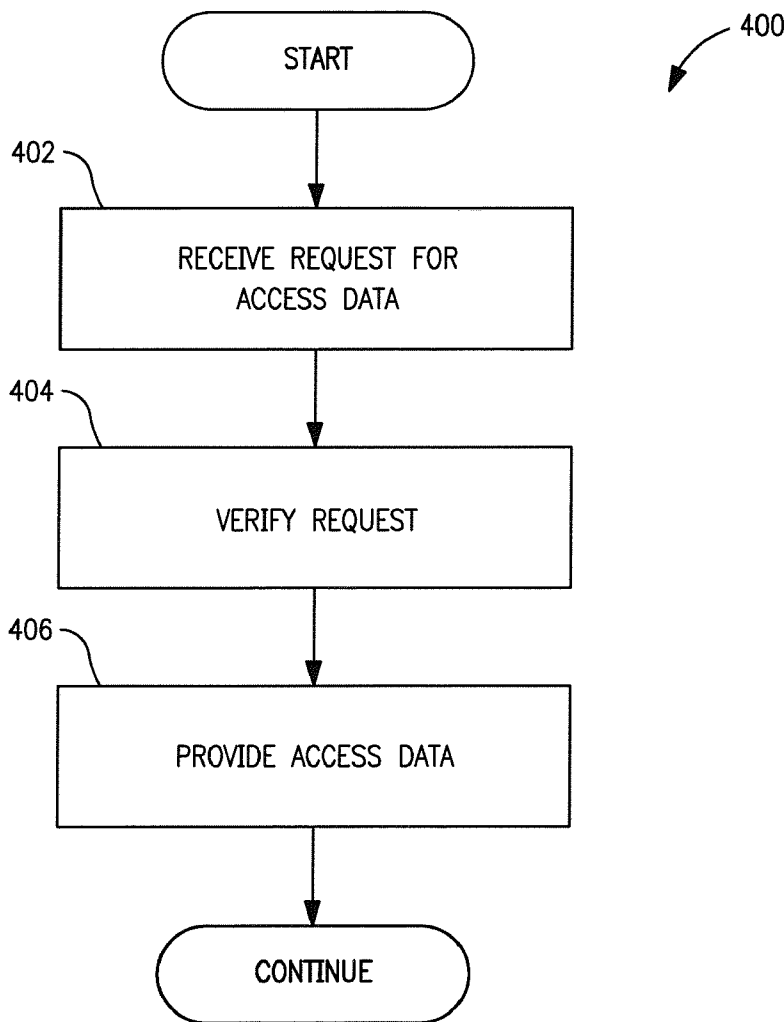 START
400
402
RECEIVE REQUEST FOR
ACCESS DATA
404
VERIFY REQUEST
406
PROVIDE ACCESS DATA
CONTINUE